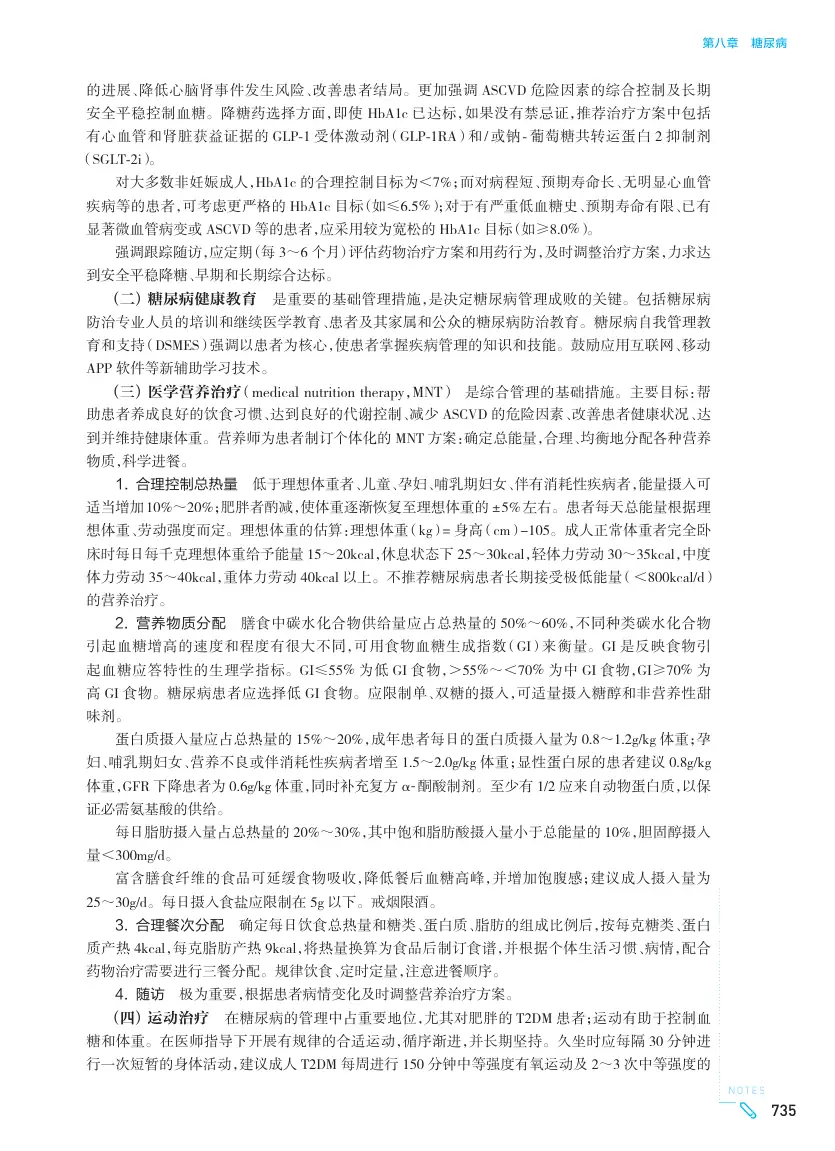 第八章 糖尿病
的进展、降低心脑肾事件发生风险、改善患者结局。更加强调 ASCVD 危险因素的综合控制及长期
安全平稳控制血糖。降糖药选择方面,即使 HbA1c 已达标,如果没有禁忌证,推荐治疗方案中包括
有心血管和肾脏获益证据的 GLP-1 受体激动剂(GLP-1RA)和/或钠-葡萄糖共转运蛋白 2 抑制剂
(SGLT-2i)。
对大多数非妊娠成人,HbA1c 的合理控制目标为<7%;而对病程短、预期寿命长、无明显心血管
疾病等的患者,可考虑更严格的 HbA1c 目标(如≤6.5%);对于有严重低血糖史、预期寿命有限、已有
显著微血管病变或 ASCVD 等的患者,应采用较为宽松的 HbA1c 目标(如≥8.0%)。
强调跟踪随访,应定期(每 3~6 个月)评估药物治疗方案和用药行为,及时调整治疗方案,力求达
到安全平稳降糖、早期和长期综合达标。
(二)糖尿病健康教育 是重要的基础管理措施,是决定糖尿病管理成败的关键。包括糖尿病
防治专业人员的培训和继续医学教育、患者及其家属和公众的糖尿病防治教育。糖尿病自我管理教
育和支持(DSMES)强调以患者为核心,使患者掌握疾病管理的知识和技能。鼓励应用互联网、移动
APP 软件等新辅助学习技术。
(三)医学营养治疗(medical nutrition therapy,MNT) 是综合管理的基础措施。主要目标:帮
助患者养成良好的饮食习惯、达到良好的代谢控制、减少 ASCVD 的危险因素、改善患者健康状况、达
到并维持健康体重。营养师为患者制订个体化的 MNT 方案:确定总能量,合理、均衡地分配各种营养
物质,科学进餐。
1. 合理控制总热量 低于理想体重者、儿童、孕妇、哺乳期妇女、伴有消耗性疾病者,能量摄入可
适当增加10%~20%;肥胖者酌减,使体重逐渐恢复至理想体重的 ±5%左右。患者每天总能量根据理
想体重、劳动强度而定。理想体重的估算:理想体重(kg)= 身高(cm)-105。成人正常体重者完全卧
床时每日每千克理想体重给予能量 15~20kcal,休息状态下 25~30kcal,轻体力劳动 30~35kcal,中度
体力劳动 35~40kcal,重体力劳动 40kcal 以上。不推荐糖尿病患者长期接受极低能量(<800kcal/d)
的营养治疗。
2. 营养物质分配 膳食中碳水化合物供给量应占总热量的 50%~60%,不同种类碳水化合物
引起血糖增高的速度和程度有很大不同,可用食物血糖生成指数(GI)来衡量。GI 是反映食物引
起血糖应答特性的生理学指标。GI≤55% 为低 GI 食物,>55%~<70% 为中 GI 食物,GI≥70% 为
高 GI 食物。糖尿病患者应选择低 GI 食物。应限制单、双糖的摄入,可适量摄入糖醇和非营养性甜
味剂。
蛋白质摄入量应占总热量的 15%~20%,成年患者每日的蛋白质摄入量为 0.8~1.2g/kg 体重;孕
妇、哺乳期妇女、营养不良或伴消耗性疾病者增至 1.5~2.0g/kg 体重;显性蛋白尿的患者建议 0.8g/kg
体重,GFR 下降患者为 0.6g/kg 体重,同时补充复方 α-酮酸制剂。至少有 1/2 应来自动物蛋白质,以保
证必需氨基酸的供给。
每日脂肪摄入量占总热量的 20%~30%,其中饱和脂肪酸摄入量小于总能量的 10%,胆固醇摄入
量<300mg/d。
富含膳食纤维的食品可延缓食物吸收,降低餐后血糖高峰,并增加饱腹感;建议成人摄入量为
25~30g/d。每日摄入食盐应限制在 5g 以下。戒烟限酒。
3. 合理餐次分配 确定每日饮食总热量和糖类、蛋白质、脂肪的组成比例后,按每克糖类、蛋白
质产热 4kcal,每克脂肪产热 9kcal,将热量换算为食品后制订食谱,并根据个体生活习惯、病情,配合
药物治疗需要进行三餐分配。规律饮食、定时定量,注意进餐顺序。
4. 随访 极为重要,根据患者病情变化及时调整营养治疗方案。
(四)运动治疗 在糖尿病的管理中占重要地位,尤其对肥胖的 T2DM 患者;运动有助于控制血
糖和体重。在医师指导下开展有规律的合适运动,循序渐进,并长期坚持。久坐时应每隔 30 分钟进
行一次短暂的身体活动,建议成人 T2DM 每周进行 150 分钟中等强度有氧运动及 2~3 次中等强度的
NOTES
735